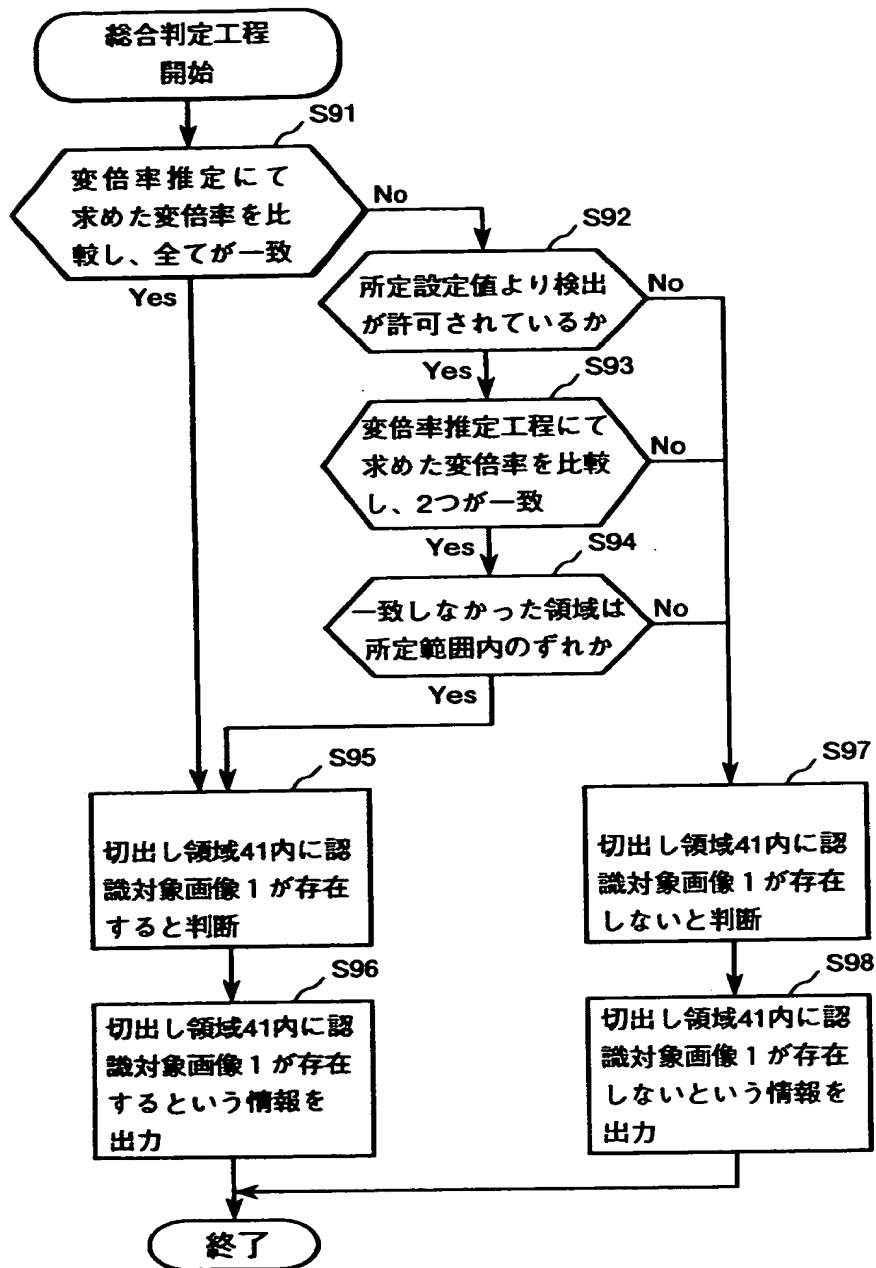 総合判定工程
開始
S91
変倍率推定にて
求めた変倍率を比
較し、全てが一致
No
Yes
S92
所定設定値より検出
が許可されているか
No
Yes
S93
変倍率推定工程にて
求めた変倍率を比較
し、2つが一致
No
Yes
S94
一致しなかった領域は
所定範囲内のずれか
No
Yes
S95
切出し領域41内に認
識対象画像1が存在
すると判断
S97
切出し領域41内に認
識対象画像1が存在
しないと判断
S96
切出し領域41内に認
識対象画像1が存在
するという情報を
出力
S98
切出し領域41内に認
識対象画像1が存在
しないという情報を
出力
終了